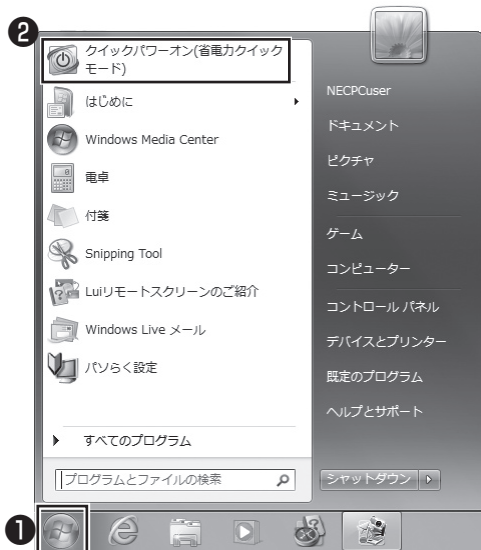 ❷
クイックパワーオン(省電力クイック
モード)
はじめに
Windows Media Center
電卓
付箋
Snipping Tool
Luiリモートスクリーンのご紹介
Windows Live メール
パソらく設定
すべてのプログラム
プログラムとファイルの検索
NECPCuser
ドキュメント
ピクチャ
ミュージック
ゲーム
コンピューター
コントロール パネル
デバイスとプリンター
既定のプログラム
ヘルプとサポート
シャットダウン
❶